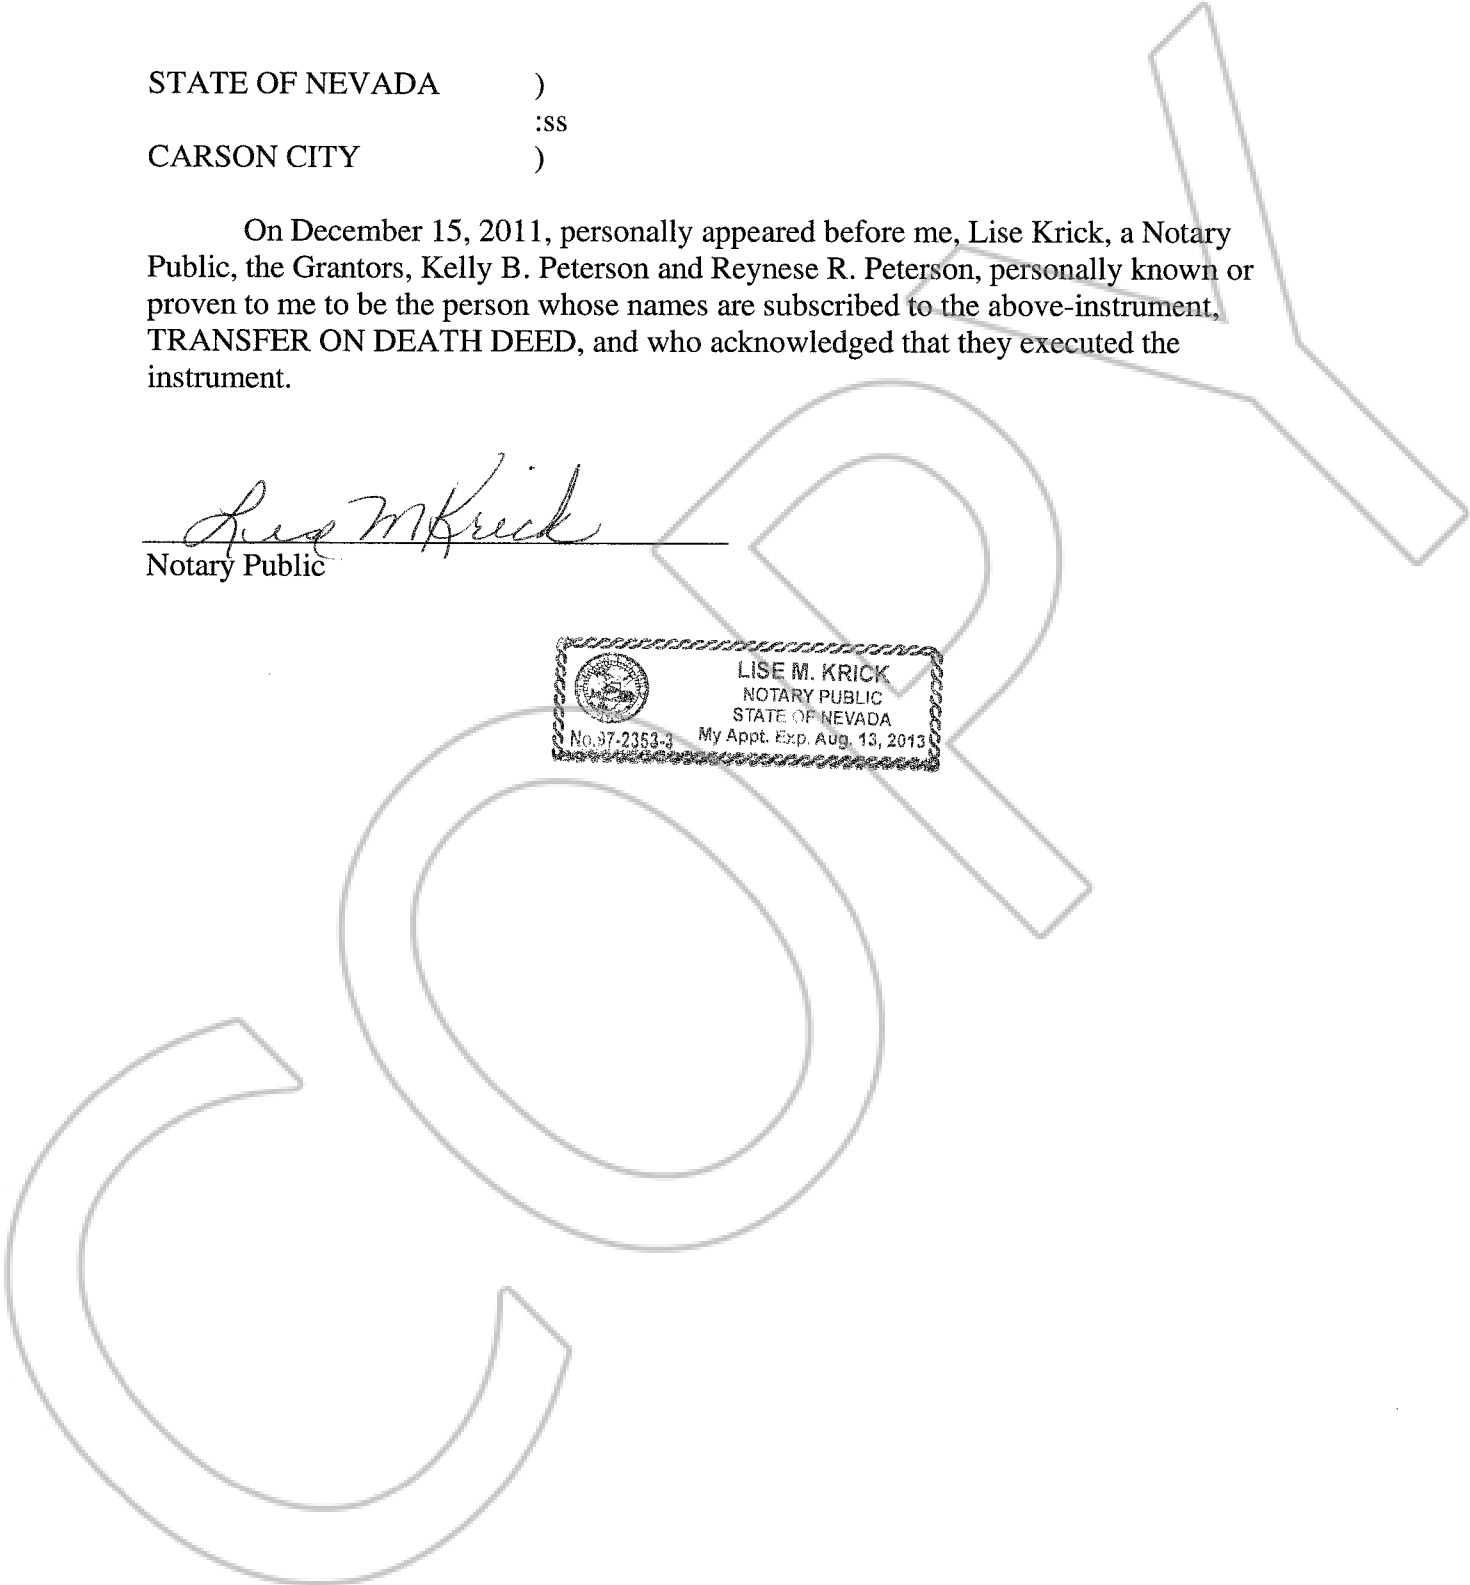 STATE OF NEVADA )
:ss
CARSON CITY )
On December 15, 2011, personally appeared before me, Lise Krick, a Notary
Public, the Grantors, Kelly B. Peterson and Reynese R. Peterson, personally known or
proven to me to be the person whose names are subscribed to the above-instrument,
TRANSFER ON DEATH DEED, and who acknowledged that they executed the
instrument.
Lise M Krick
Notary Public
LISE M. KRICK
NOTARY PUBLIC
STATE OF NEVADA
No.97-2353-3 My Appt. Exp. Aug. 13, 2013
COPY